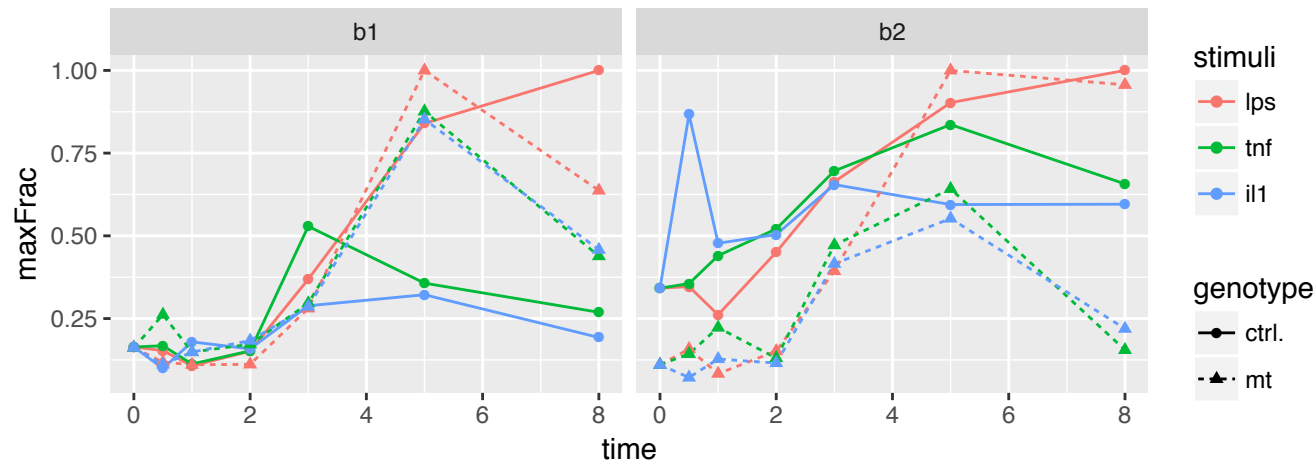 b1
b2
maxFrac
1.00
0.75
0.50
0.25
0 2 4 6 8
0 2 4 6 8
time
stimuli
lps
tnf
il1
genotype
ctrl.
mt